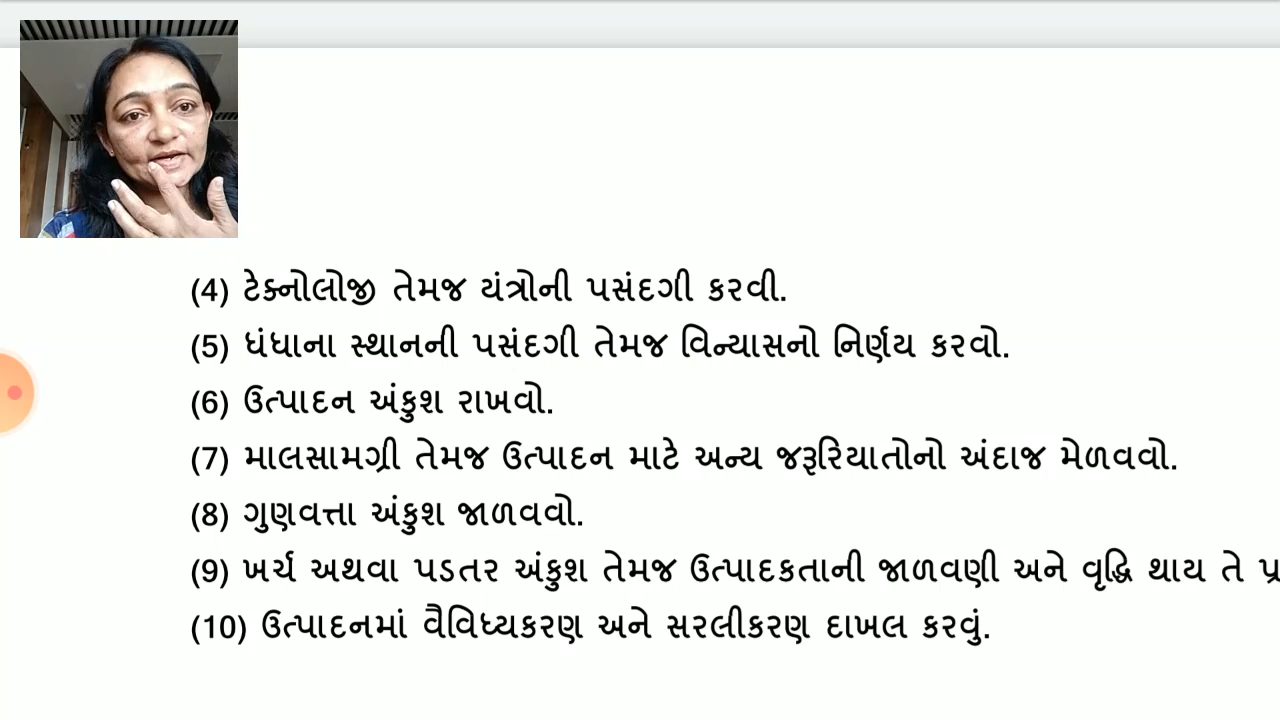 (4) ટેક્નોલોજી તેમજ યંત્રોની પસંદગી કરવી.
(5) ધંધાના સ્થાનની પસંદગી તેમજ વિન્યાસનો નિર્ણય કરવો.
(6) ઉત્પાદન અંકુશ રાખવો.
(7) માલસામગ્રી તેમજ ઉત્પાદન માટે અન્ય જરૂરિયાતોનો અંદાજ મેળવવો.
(8) ગુણવત્તા અંકુશ જાળવવો.
(9) ખર્ચ અથવા પડતર અંકુશ તેમજ ઉત્પાદકતાની જાળવણી અને વૃદ્ધિ થાય તે
(10) ઉત્પાદનમાં વૈવિધ્યકરણ અને સરલીકરણ દાખલ કરવું.